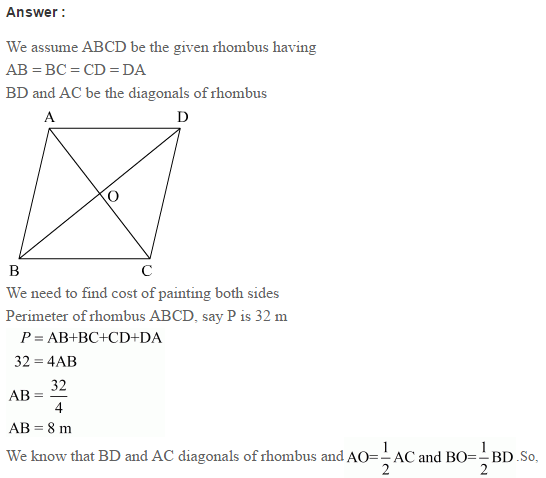 Answer :
We assume ABCD be the given rhombus having
AB = BC = CD = DA
BD and AC be the diagonals of rhombus
A D
O
B C
We need to find cost of painting both sides
Perimeter of rhombus ABCD, say P is 32 m
P = AB+BC+CD+DA
32 = 4AB
AB = 32/4
AB = 8 m
We know that BD and AC diagonals of rhombus and AO=1/2 AC and BO=1/2 BD .So,